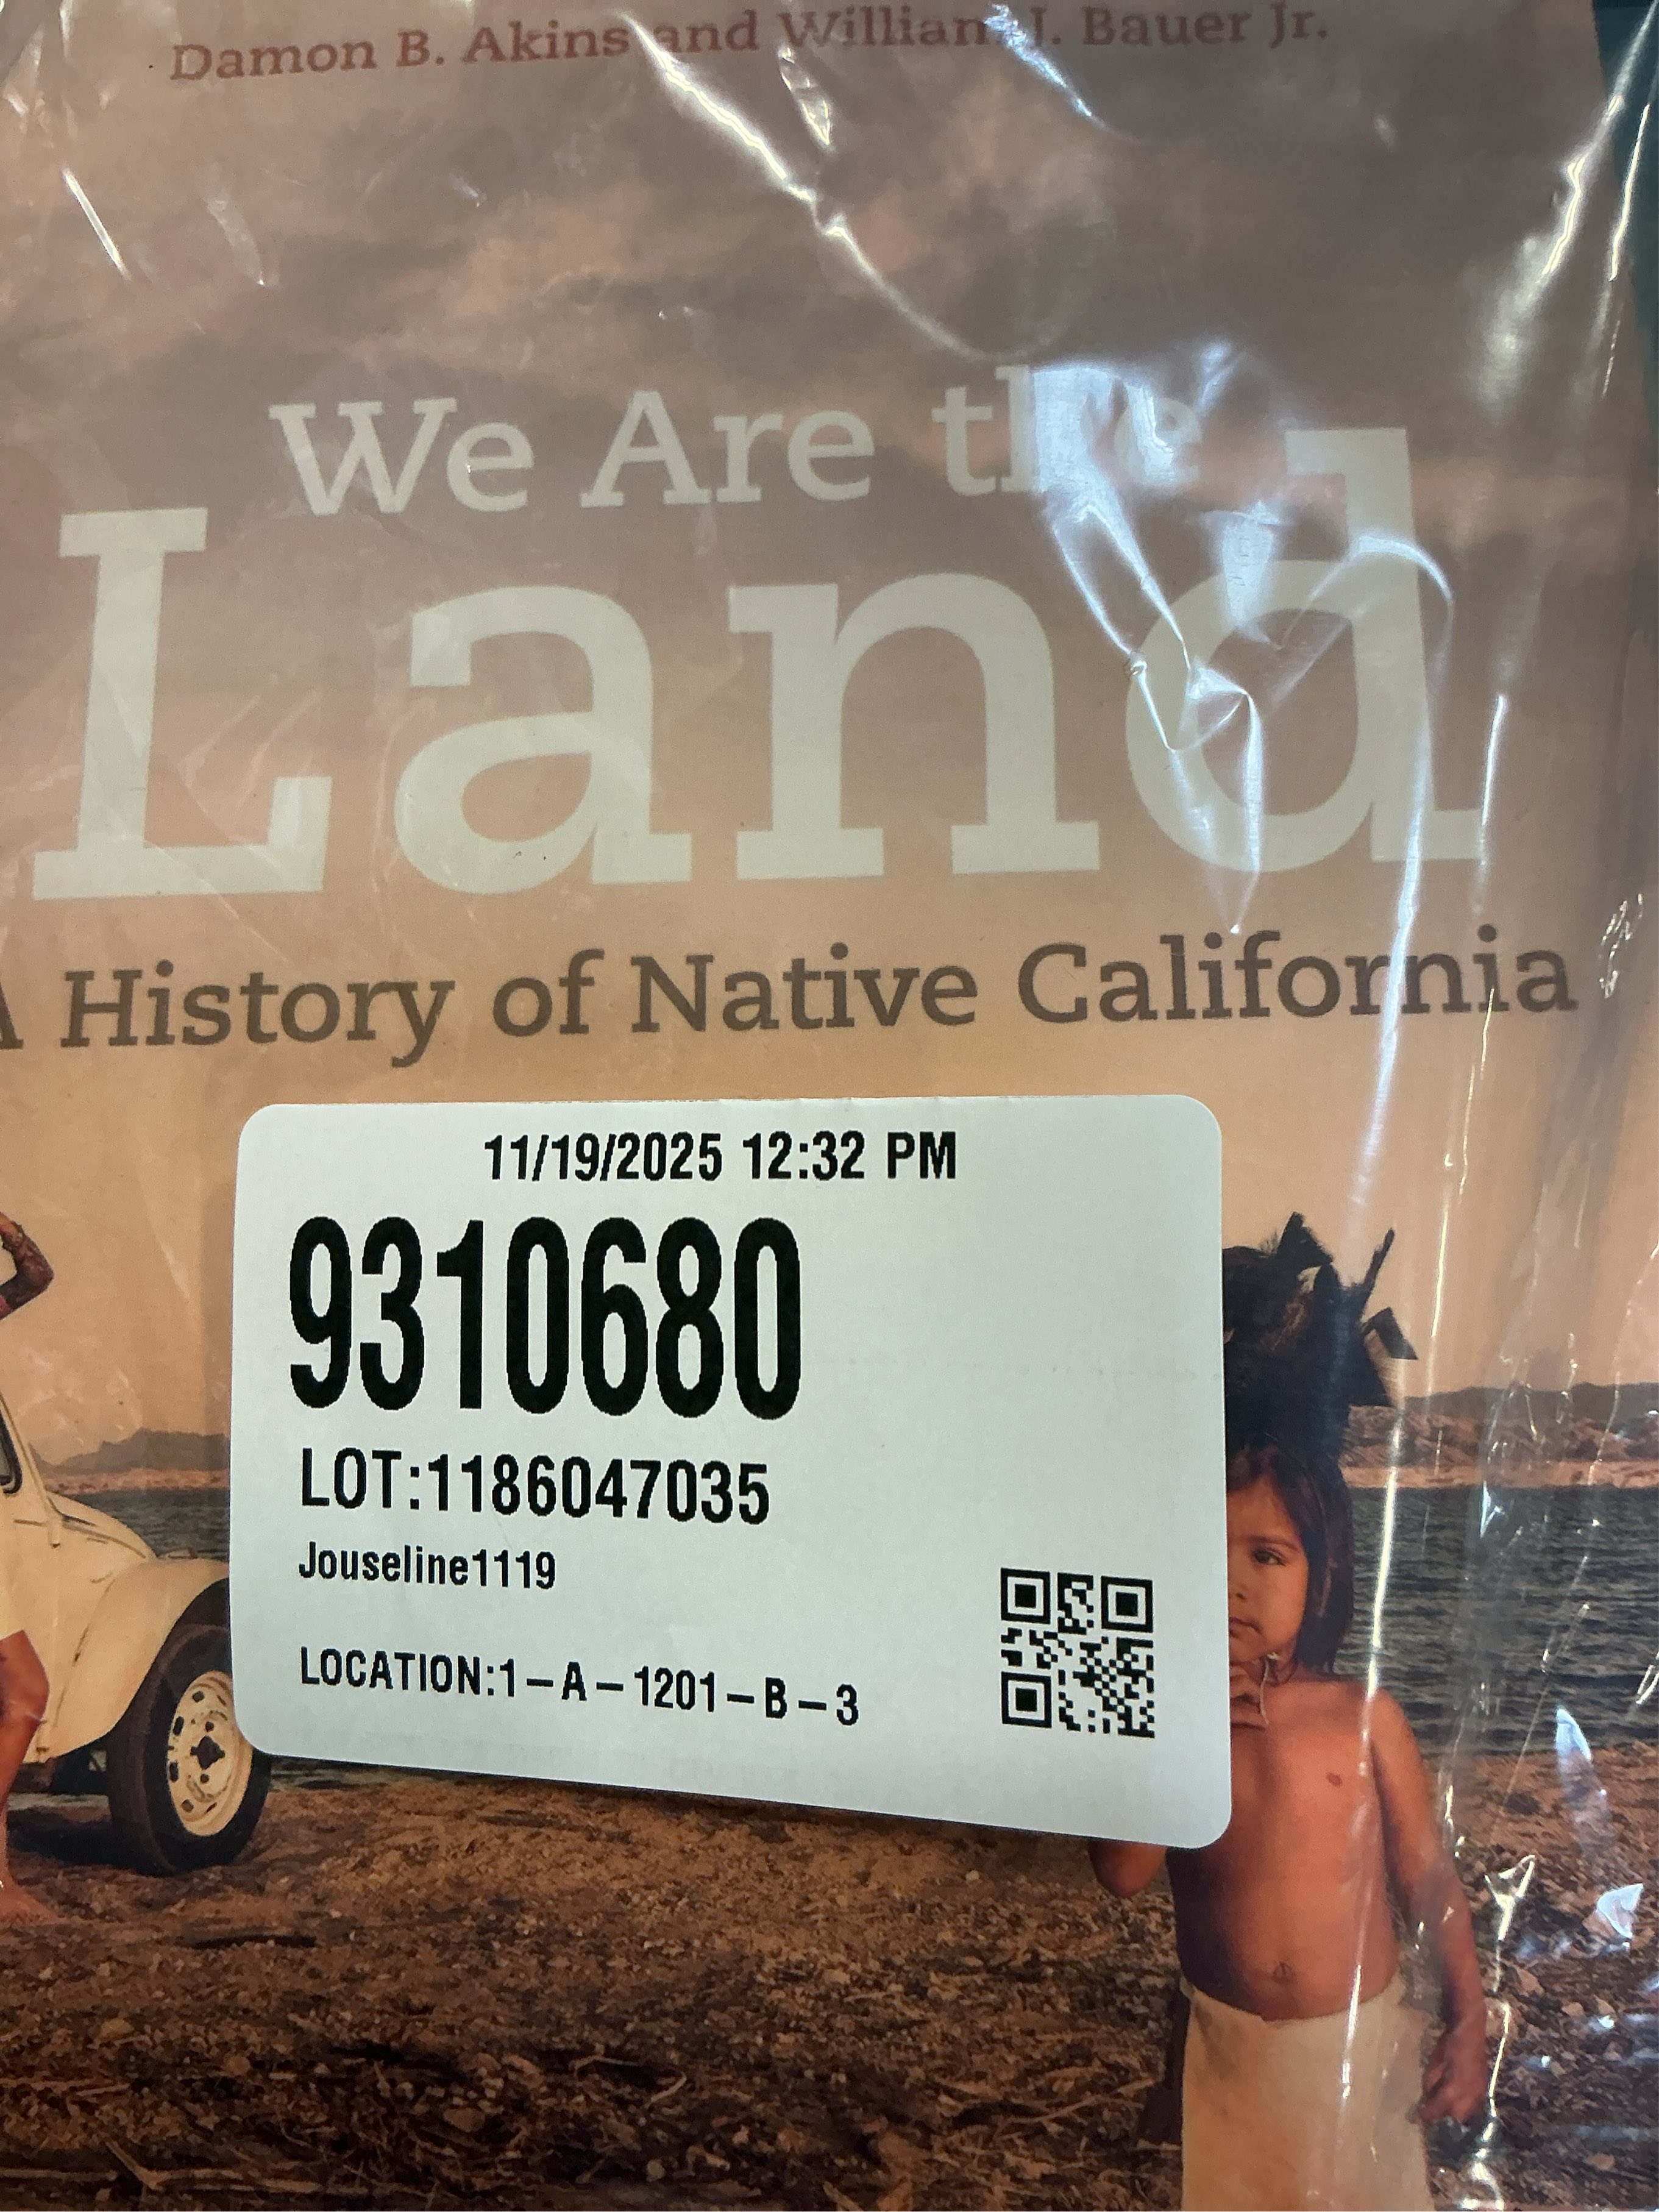 Damon B. Akins and William J. Bauer Jr.
We Are the
Land
A History of Native California
11/19/2025 12:32 PM
9310680
LOT:1186047035
Jouseline1119
LOCATION:1-A-1201-B-3